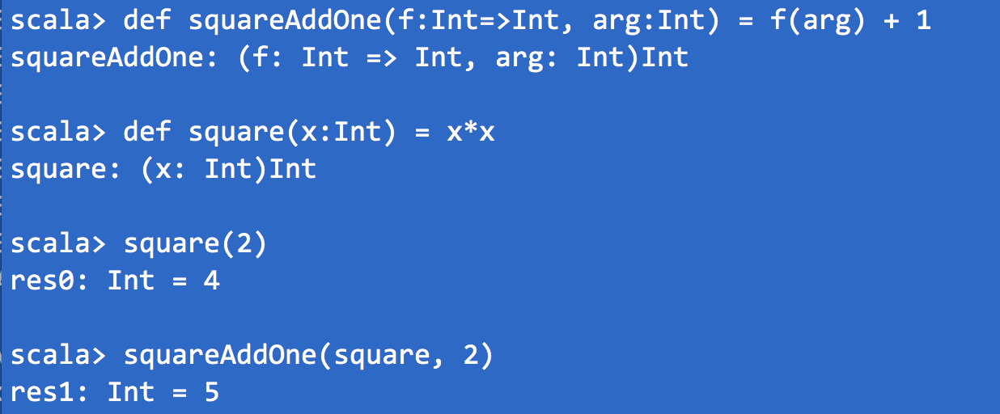 scala> def squareAddOne(f:Int=>Int, arg:Int) = f(arg) + 1
squareAddOne: (f: Int => Int, arg: Int)Int
scala> def square(x:Int) = x*x
square: (x: Int)Int
scala> square(2)
res0: Int = 4
scala> squareAddOne(square, 2)
res1: Int = 5